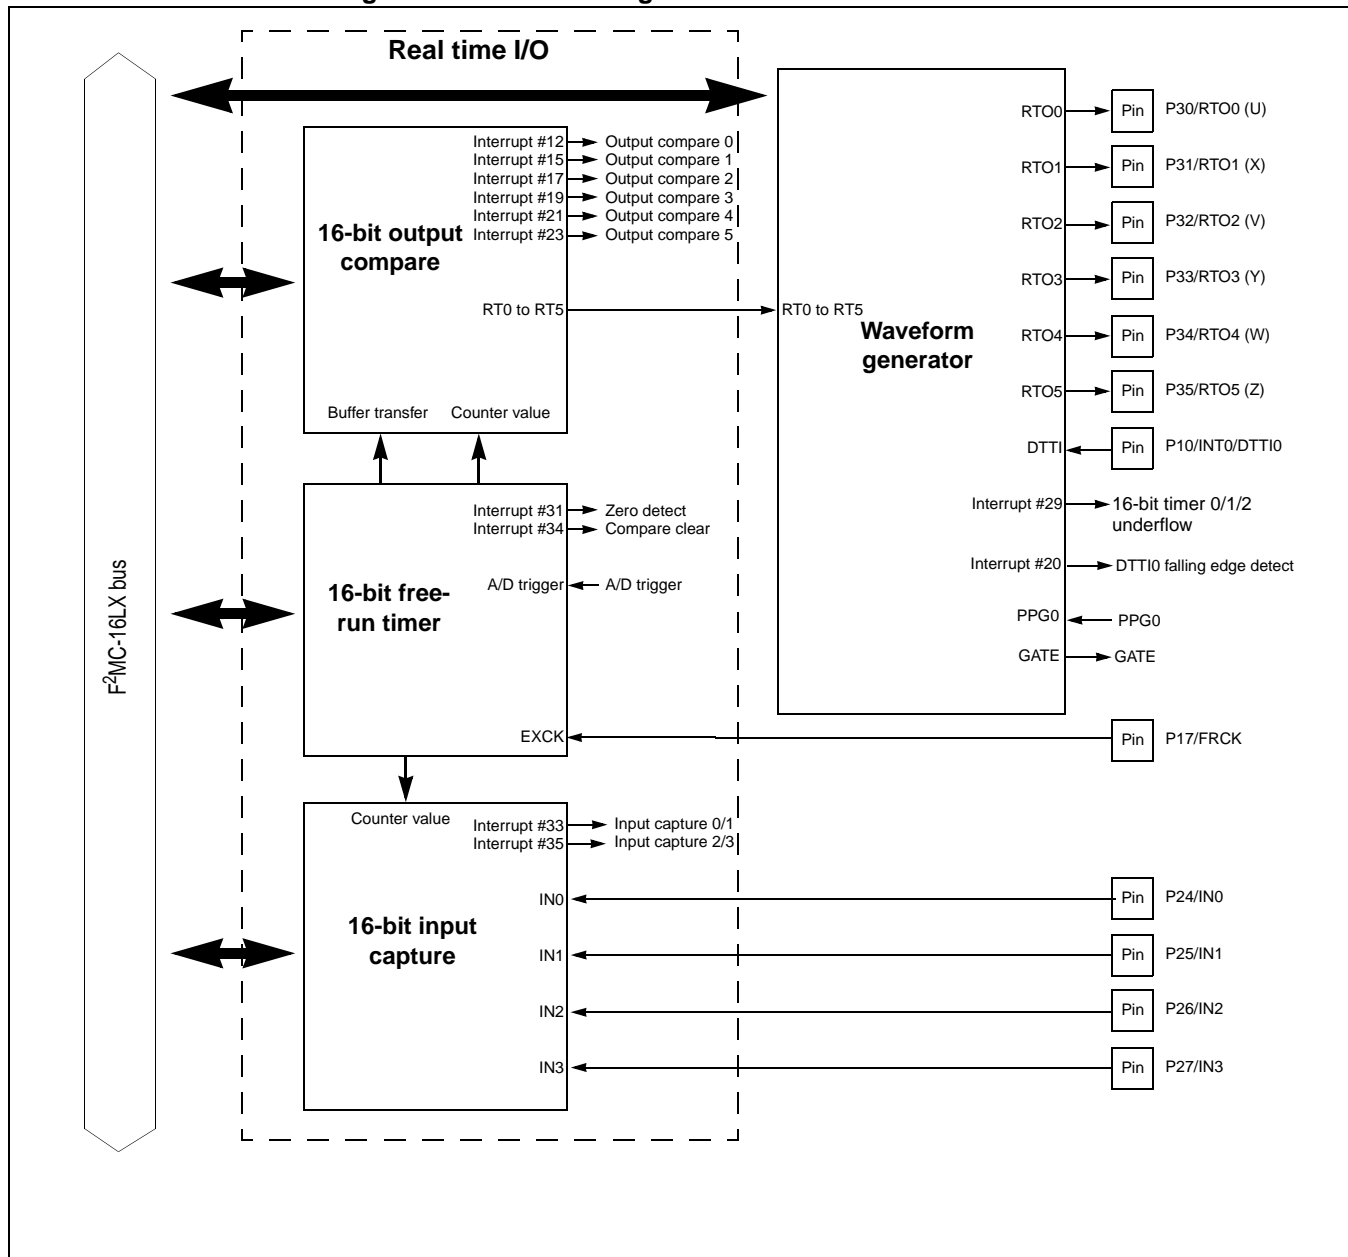 Real time I/O
F2MC-16LX bus
Interrupt #12 Output compare 0
Interrupt #15 Output compare 1
Interrupt #17 Output compare 2
Interrupt #19 Output compare 3
Interrupt #21 Output compare 4
Interrupt #23 Output compare 5
16-bit output
compare
RT0 to RT5
Buffer transfer Counter value
Interrupt #31 Zero detect
Interrupt #34 Compare clear
A/D trigger A/D trigger
16-bit free-
run timer
EXCK
Counter value
Interrupt #33 Input capture 0/1
Interrupt #35 Input capture 2/3
16-bit input
capture
IN0
IN1
IN2
IN3
RT0 to RT5
Waveform
generator
RTO0 Pin P30/RTO0 (U)
RTO1 Pin P31/RTO1 (X)
RTO2 Pin P32/RTO2 (V)
RTO3 Pin P33/RTO3 (Y)
RTO4 Pin P34/RTO4 (W)
RTO5 Pin P35/RTO5 (Z)
DTTI Pin P10/INT0/DTTI0
Interrupt #29 16-bit timer 0/1/2
underflow
Interrupt #20 DTTI0 falling edge detect
PPG0 PPG0
GATE GATE
Pin P17/FRCK
Pin P24/IN0
Pin P25/IN1
Pin P26/IN2
Pin P27/IN3